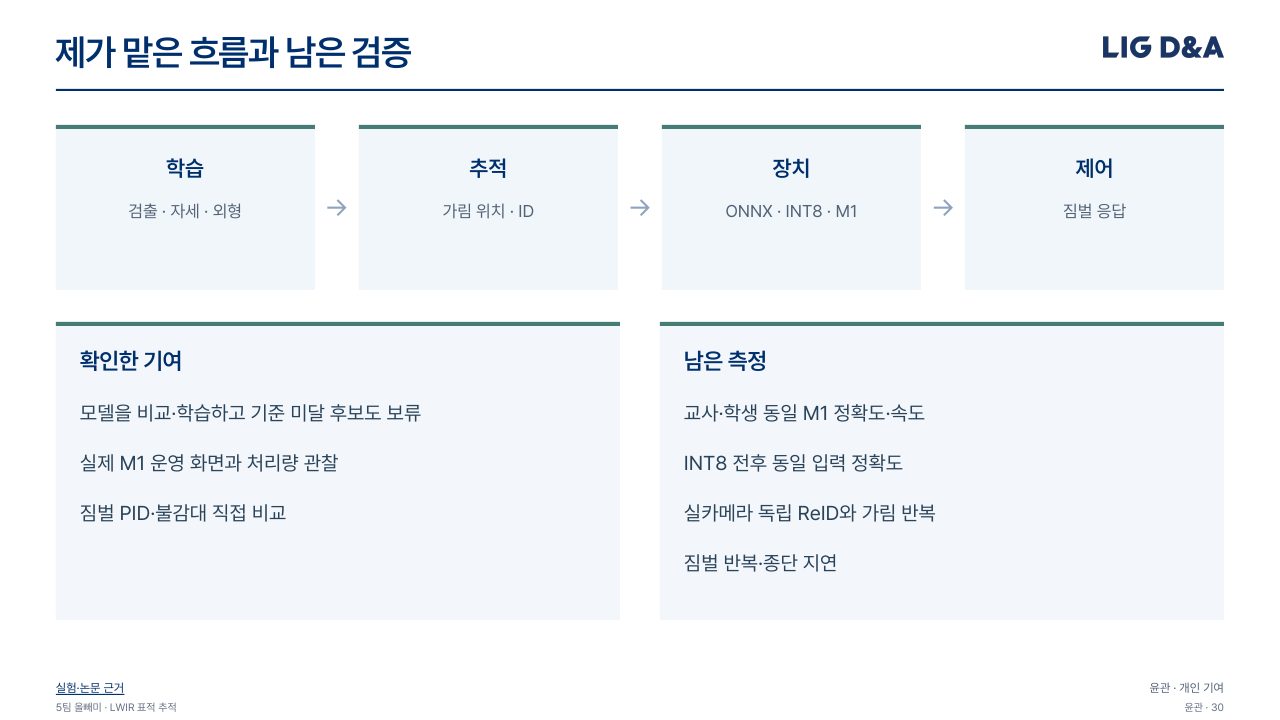 제가 맡은 흐름과 남은 검증
LIG D&A
학습
검출 · 자세 · 외형
→
추적
가림 위치 · ID
→
장치
ONNX · INT8 · M1
→
제어
짐벌 응답
확인한 기여
모델을 비교·학습하고 기준 미달 후보도 보류
실제 M1 운영 화면과 처리량 관찰
짐벌 PID·불감대 직접 비교
남은 측정
교사·학생 동일 M1 정확도·속도
INT8 전후 동일 입력 정확도
실카메라 독립 ReID와 가림 반복
짐벌 반복·종단 지연
실험·논문 근거
5팀 올빼미 · LWIR 표적 추적
윤관 · 개인 기여
윤관 · 30